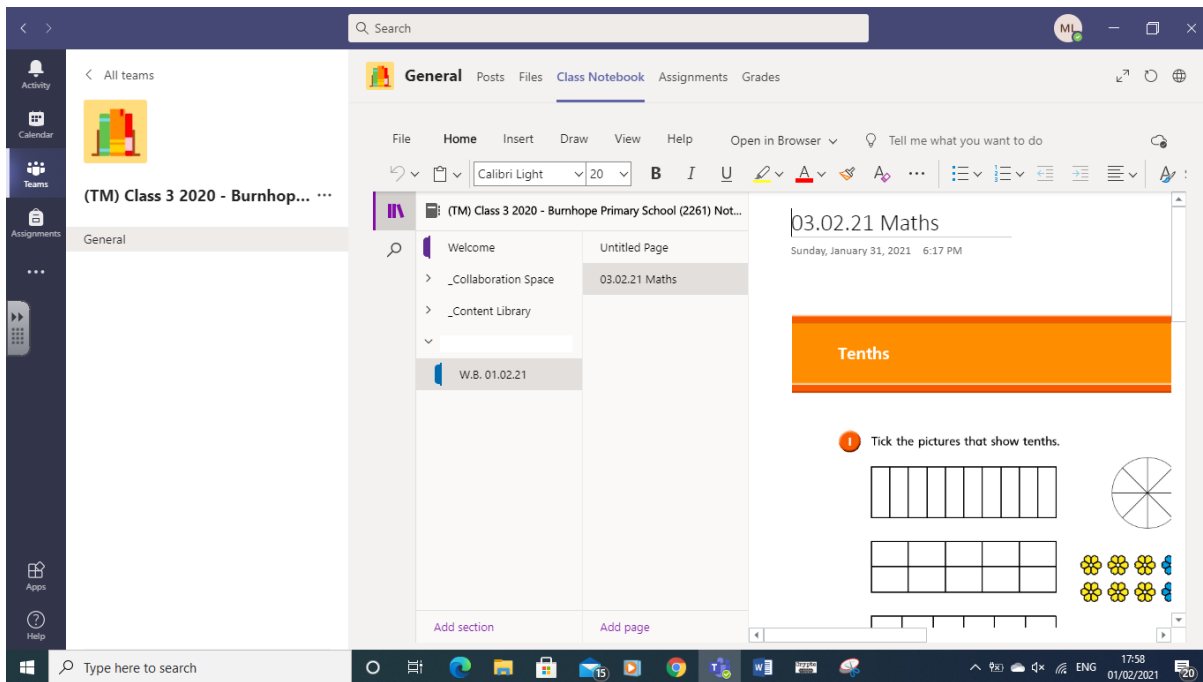 Search
ML
Activity
Calendar
Teams
Assignments
Apps
Help
All teams
(TM) Class 3 2020 - Burnhop... ...
General
General Posts Files Class Notebook Assignments Grades
File Home Insert Draw View Help Open in Browser Tell me what you want to do
Calibri Light 20 B I U A A ... A
(TM) Class 3 2020 - Burnhope Primary School (2261) Not...
Welcome
_Collaboration Space
_Content Library
W.B. 01.02.21
Add section
Untitled Page
03.02.21 Maths
Add page
03.02.21 Maths
Sunday, January 31, 2021 6:17 PM
Tenths
1 Tick the pictures that show tenths.
Type here to search
15
ENG
17:58
01/02/2021
20